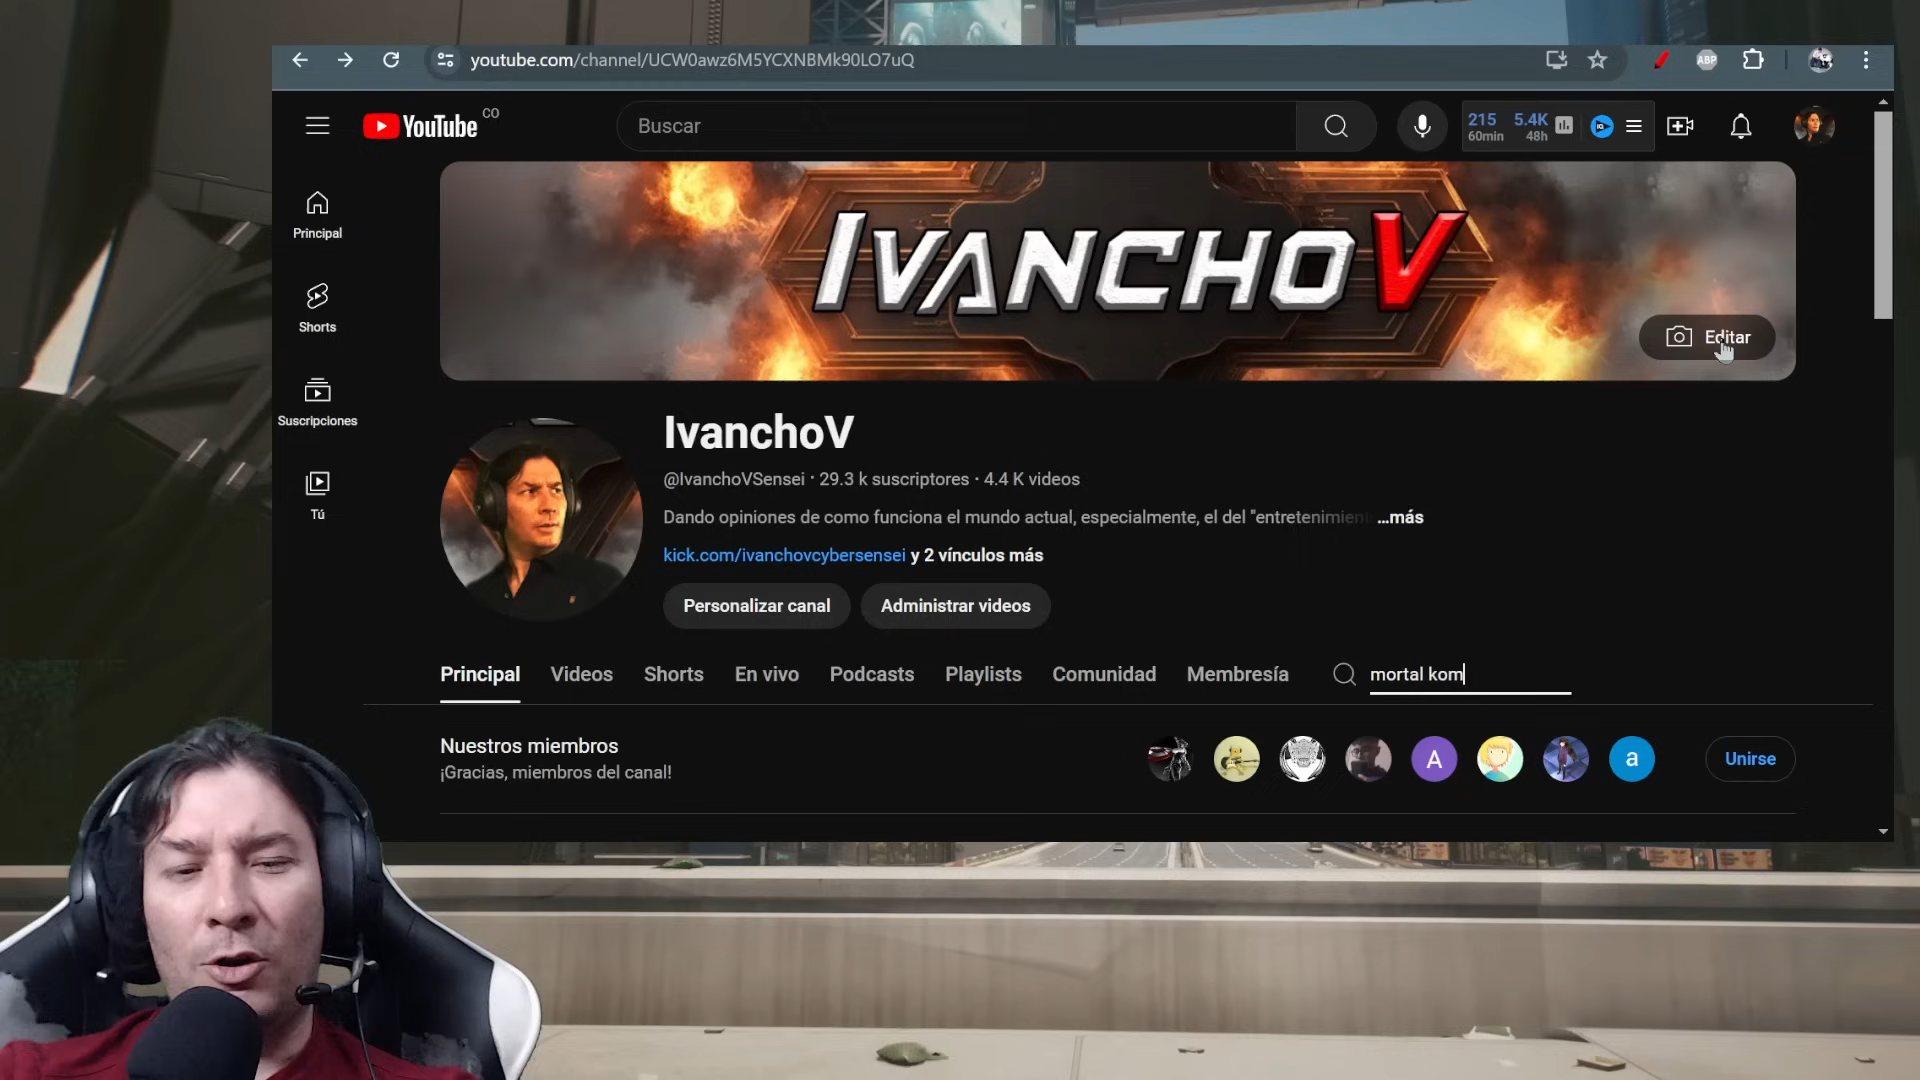 youtube.com/channel/UCW0awz6M5YCXNBMk90LO7uQ
ABP
YouTube CO
Buscar
215 5.4K
60min 48h
IVANCHOV
Editar
Principal
Shorts
Suscripciones
Tú
IvanchoV
@IvanchoVSensei · 29.3 k suscriptores · 4.4 K videos
Dando opiniones de como funciona el mundo actual, especialmente, el del "entretenimien ...más
kick.com/ivanchovcybersensei y 2 vínculos más
Personalizar canal Administrar videos
Principal Videos Shorts En vivo Podcasts Playlists Comunidad Membresía mortal kom
Nuestros miembros
¡Gracias, miembros del canal!
A a Unirse